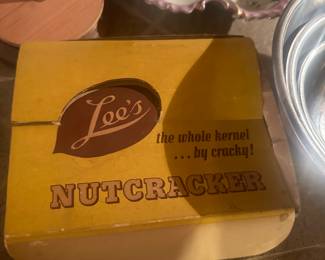 Lee's
the whole kernel
...by cracky!
NUTCRACKER